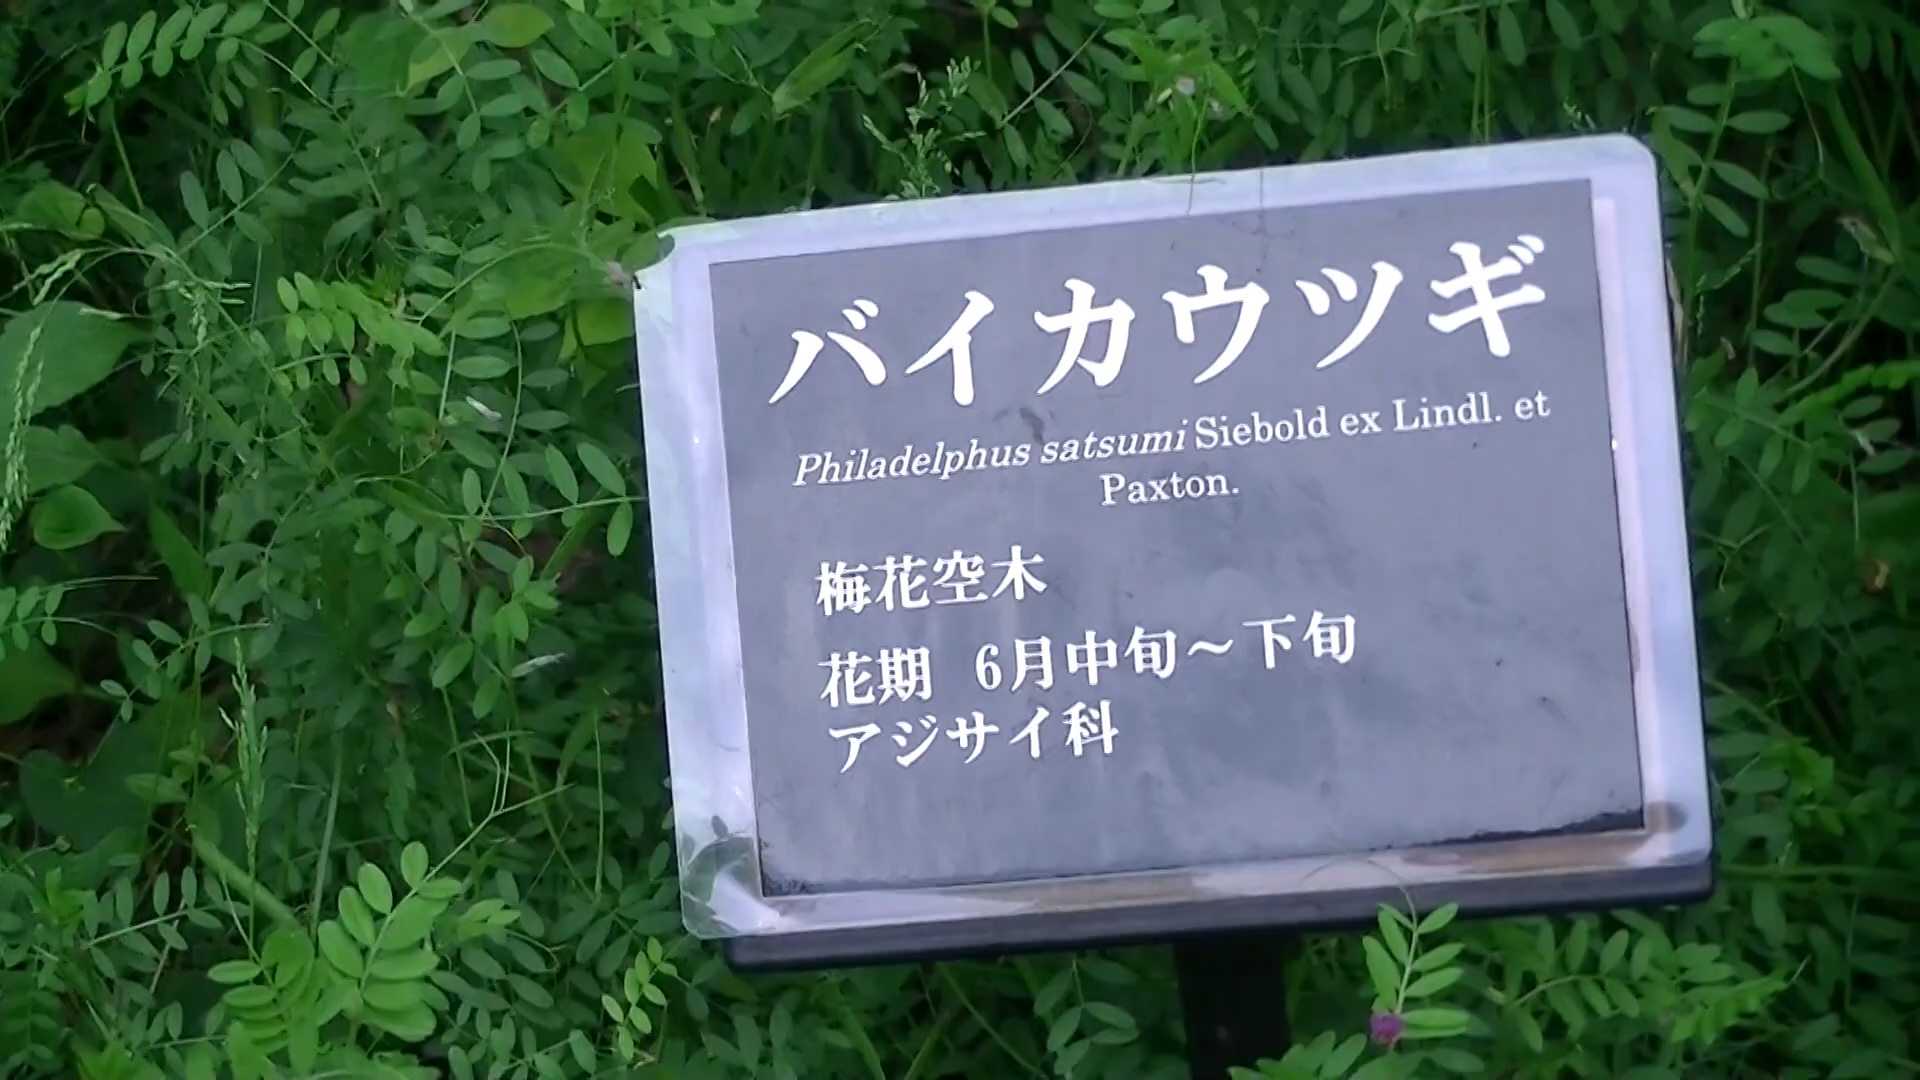 バイカウツギ
Philadelphus satsumi Siebold ex Lindl. et
Paxton.
梅花空木
花期 6月中旬～下旬
アジサイ科